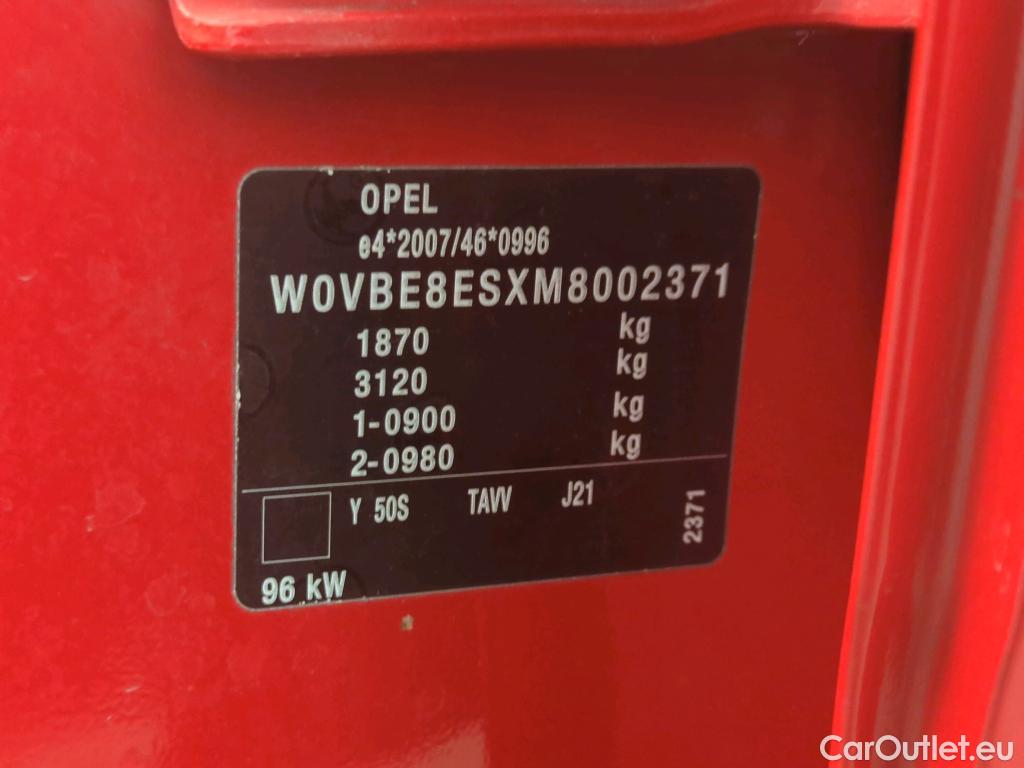 OPEL
e4*2007/46*0996
W0VBE8ESXM8002371
1870 kg
3120 kg
1-0900 kg
2-0980 kg
Y 50S TAVV J21
2371
96 kW
CarOutlet.eu